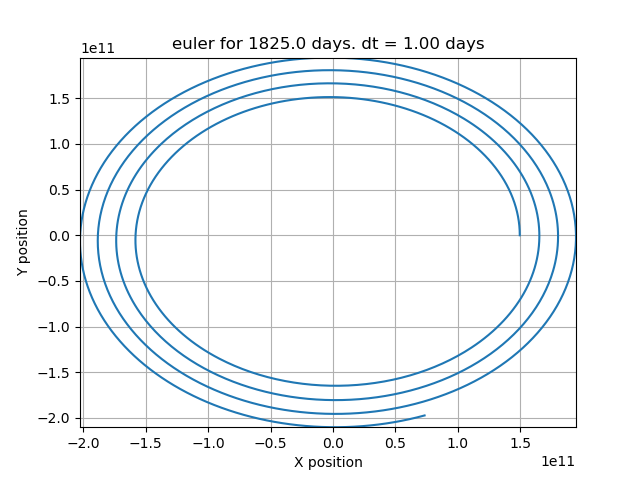 euler for 1825.0 days. dt = 1.00 days
1e11
1.5
1.0
0.5
0.0
−0.5
−1.0
−1.5
−2.0
Y position
−2.0 −1.5 −1.0 −0.5 0.0 0.5 1.0 1.5
X position
1e11